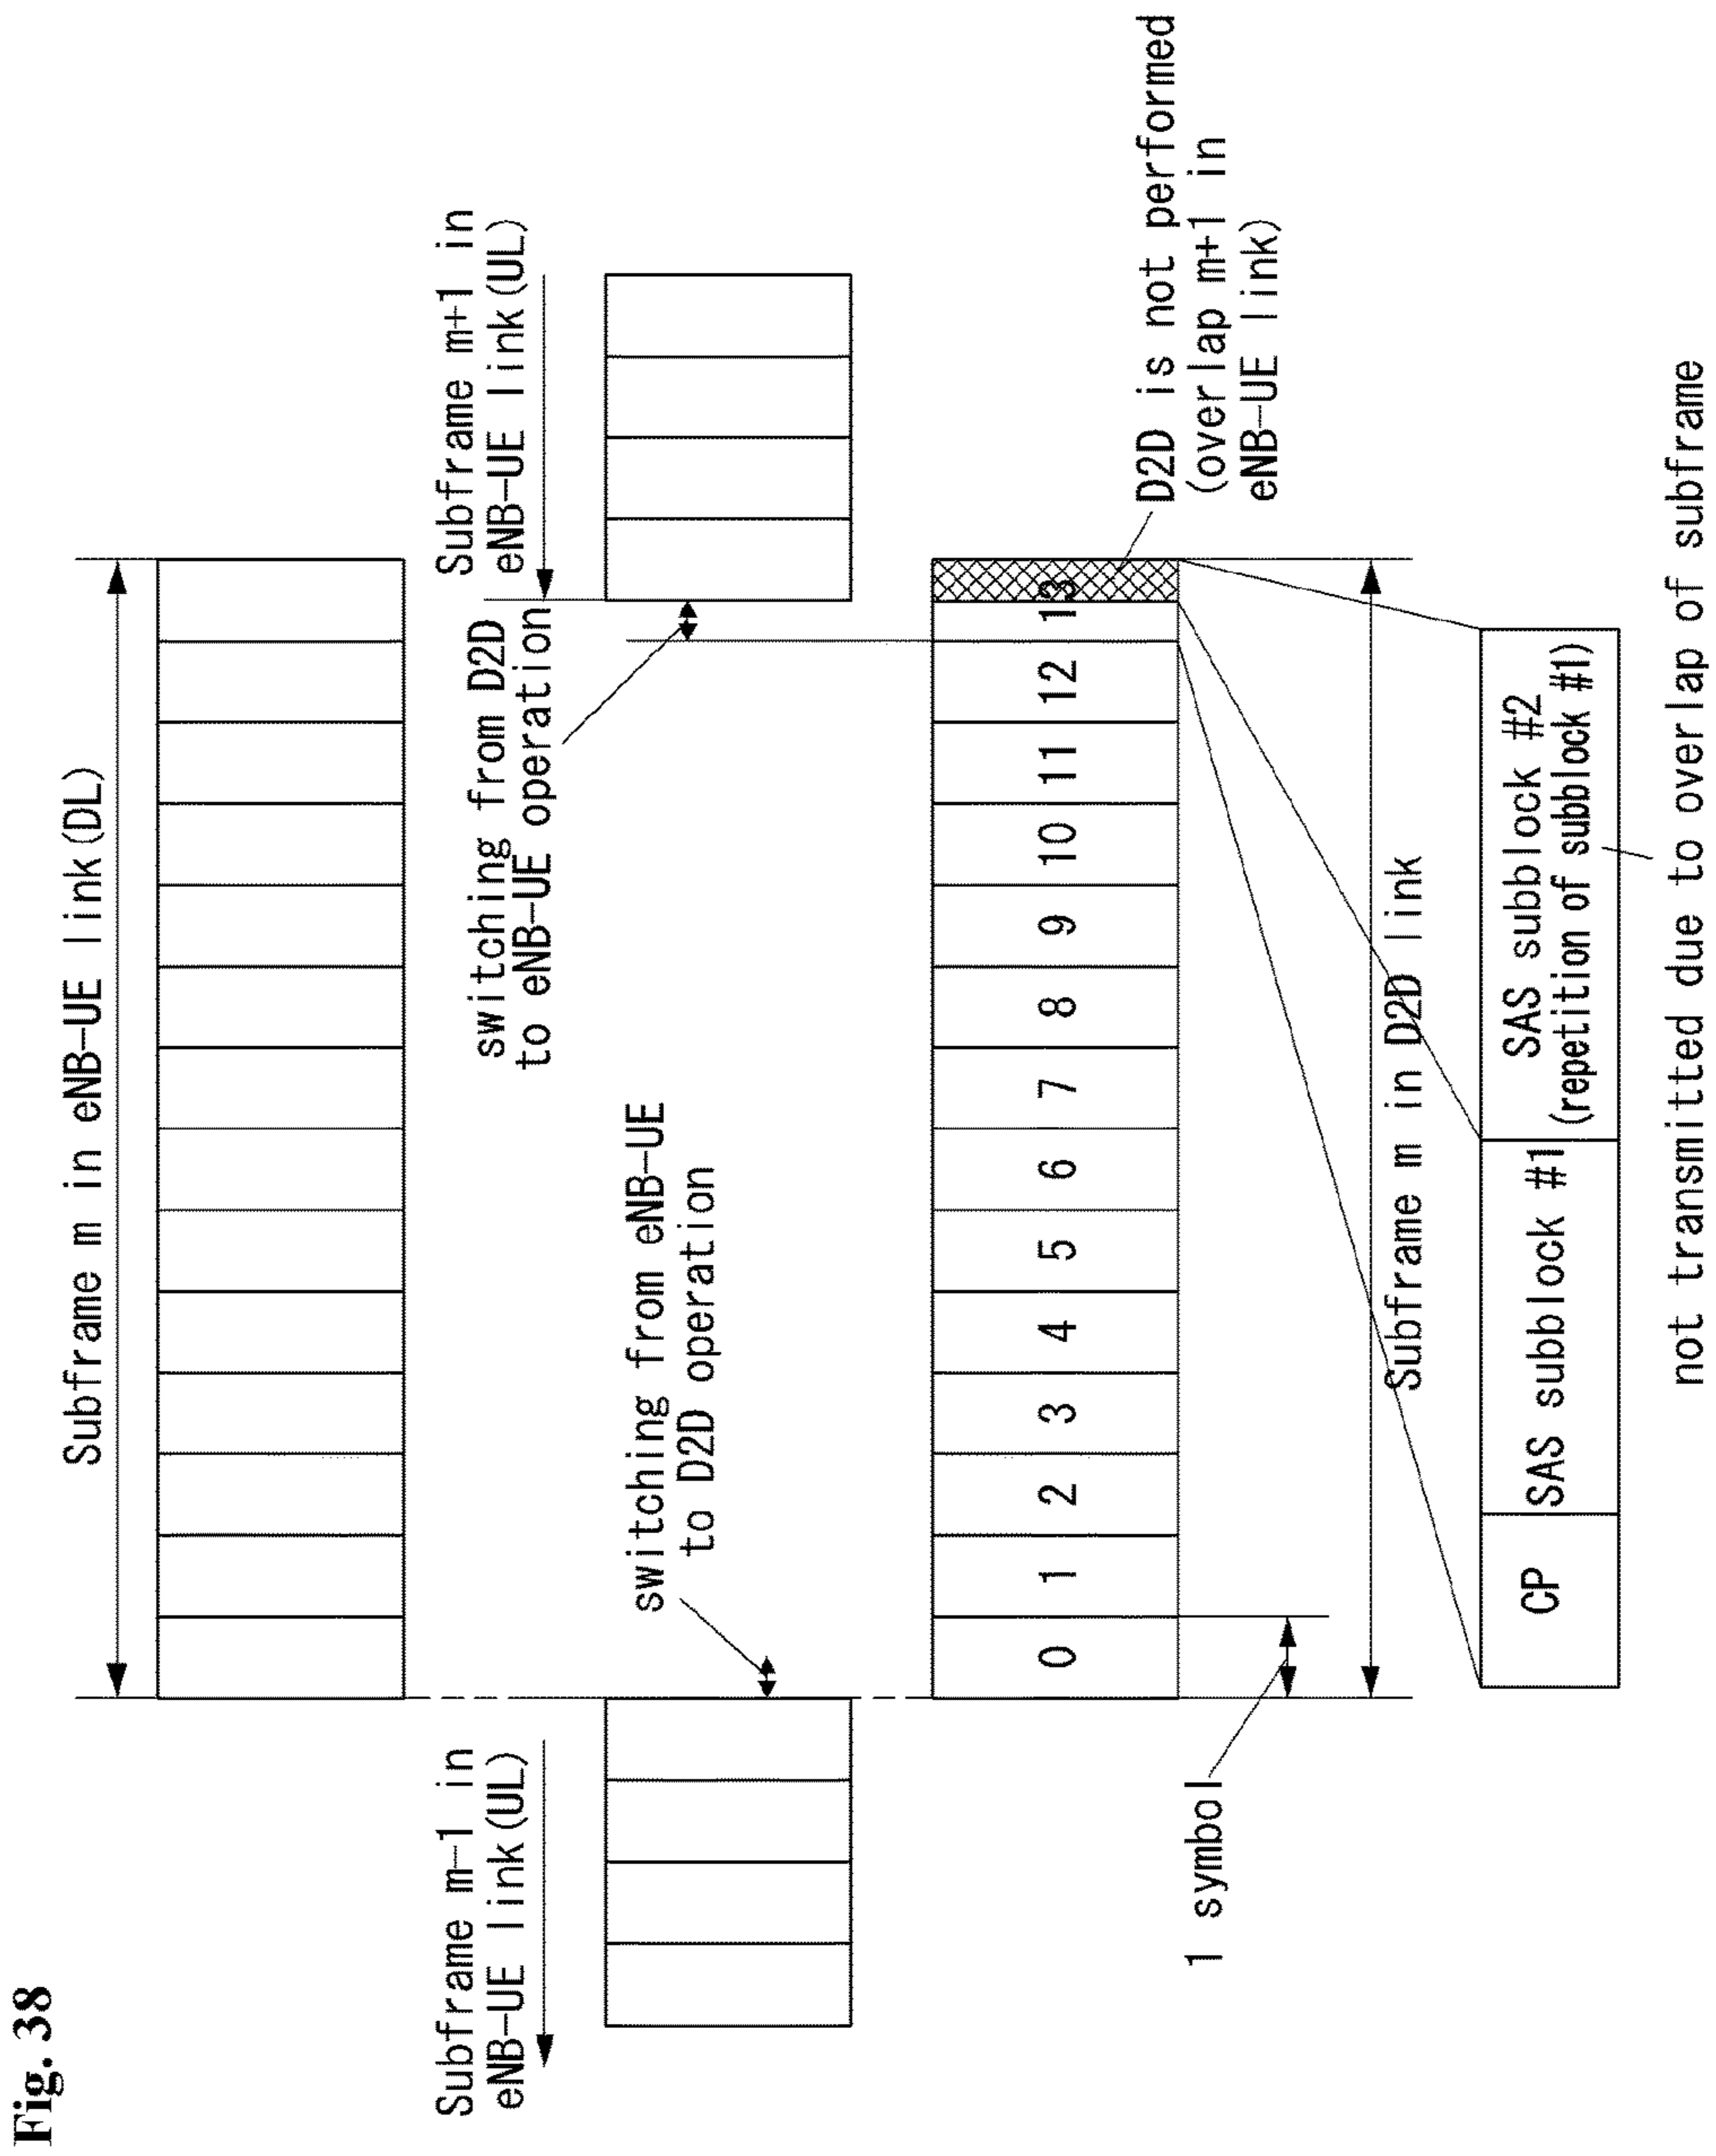 Fig. 38
Subframe m in eNB-UE link(DL)
Subframe m-1 in
eNB-UE link(UL)
Subframe m+1 in
eNB-UE link(UL)
switching from D2D
to eNB-UE operation
switching from eNB-UE
to D2D operation
0 1 2 3 4 5 6 7 8 9 10 11 12 13
D2D is not performed
(overlap m+1 in
eNB-UE link)
1 symbol
Subframe m in D2D link
CP
SAS subblock #1
SAS subblock #2
(repetition of subblock #1)
not transmitted due to overlap of subframe